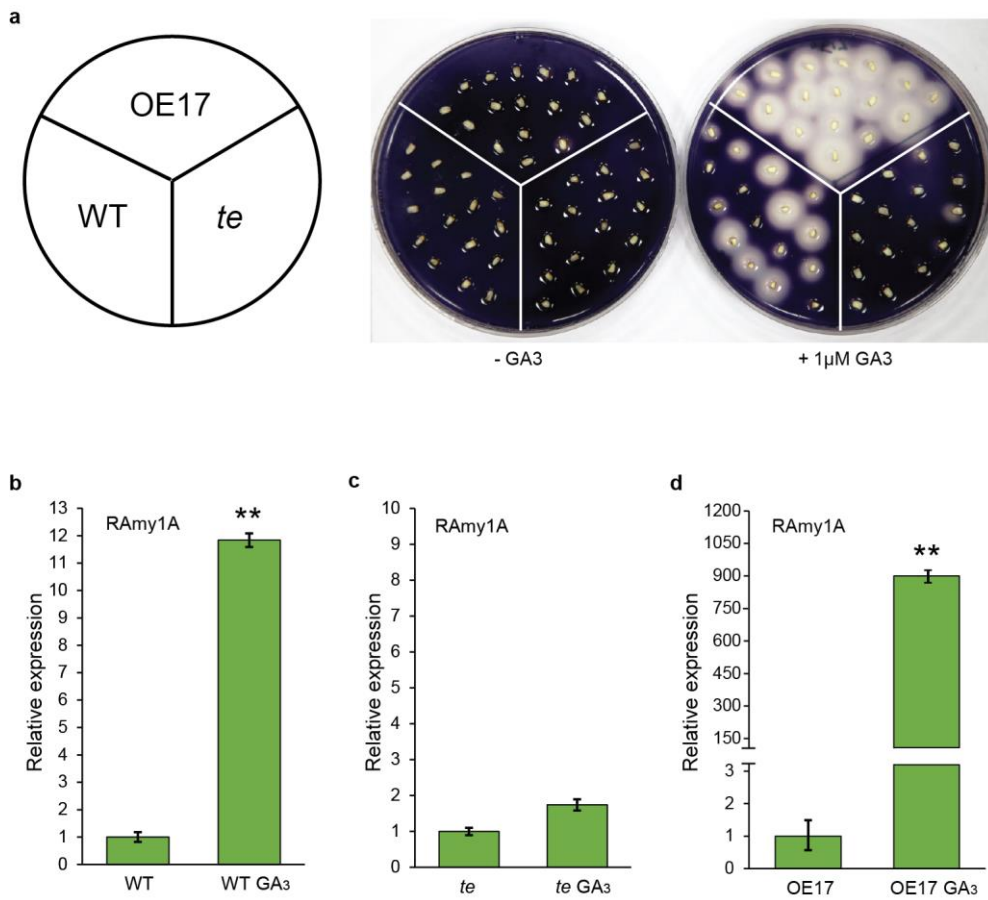 a
OE17
WT
te
- GA3
+ 1µM GA3
b
RAmy1A
**
Relative expression
13
12
11
10
9
8
7
6
5
4
3
2
1
0
WT
WT GA3
c
RAmy1A
Relative expression
10
9
8
7
6
5
4
3
2
1
0
te
te GA3
d
RAmy1A
**
Relative expression
1200
1050
900
750
600
450
300
150
3
2
1
0
OE17
OE17 GA3